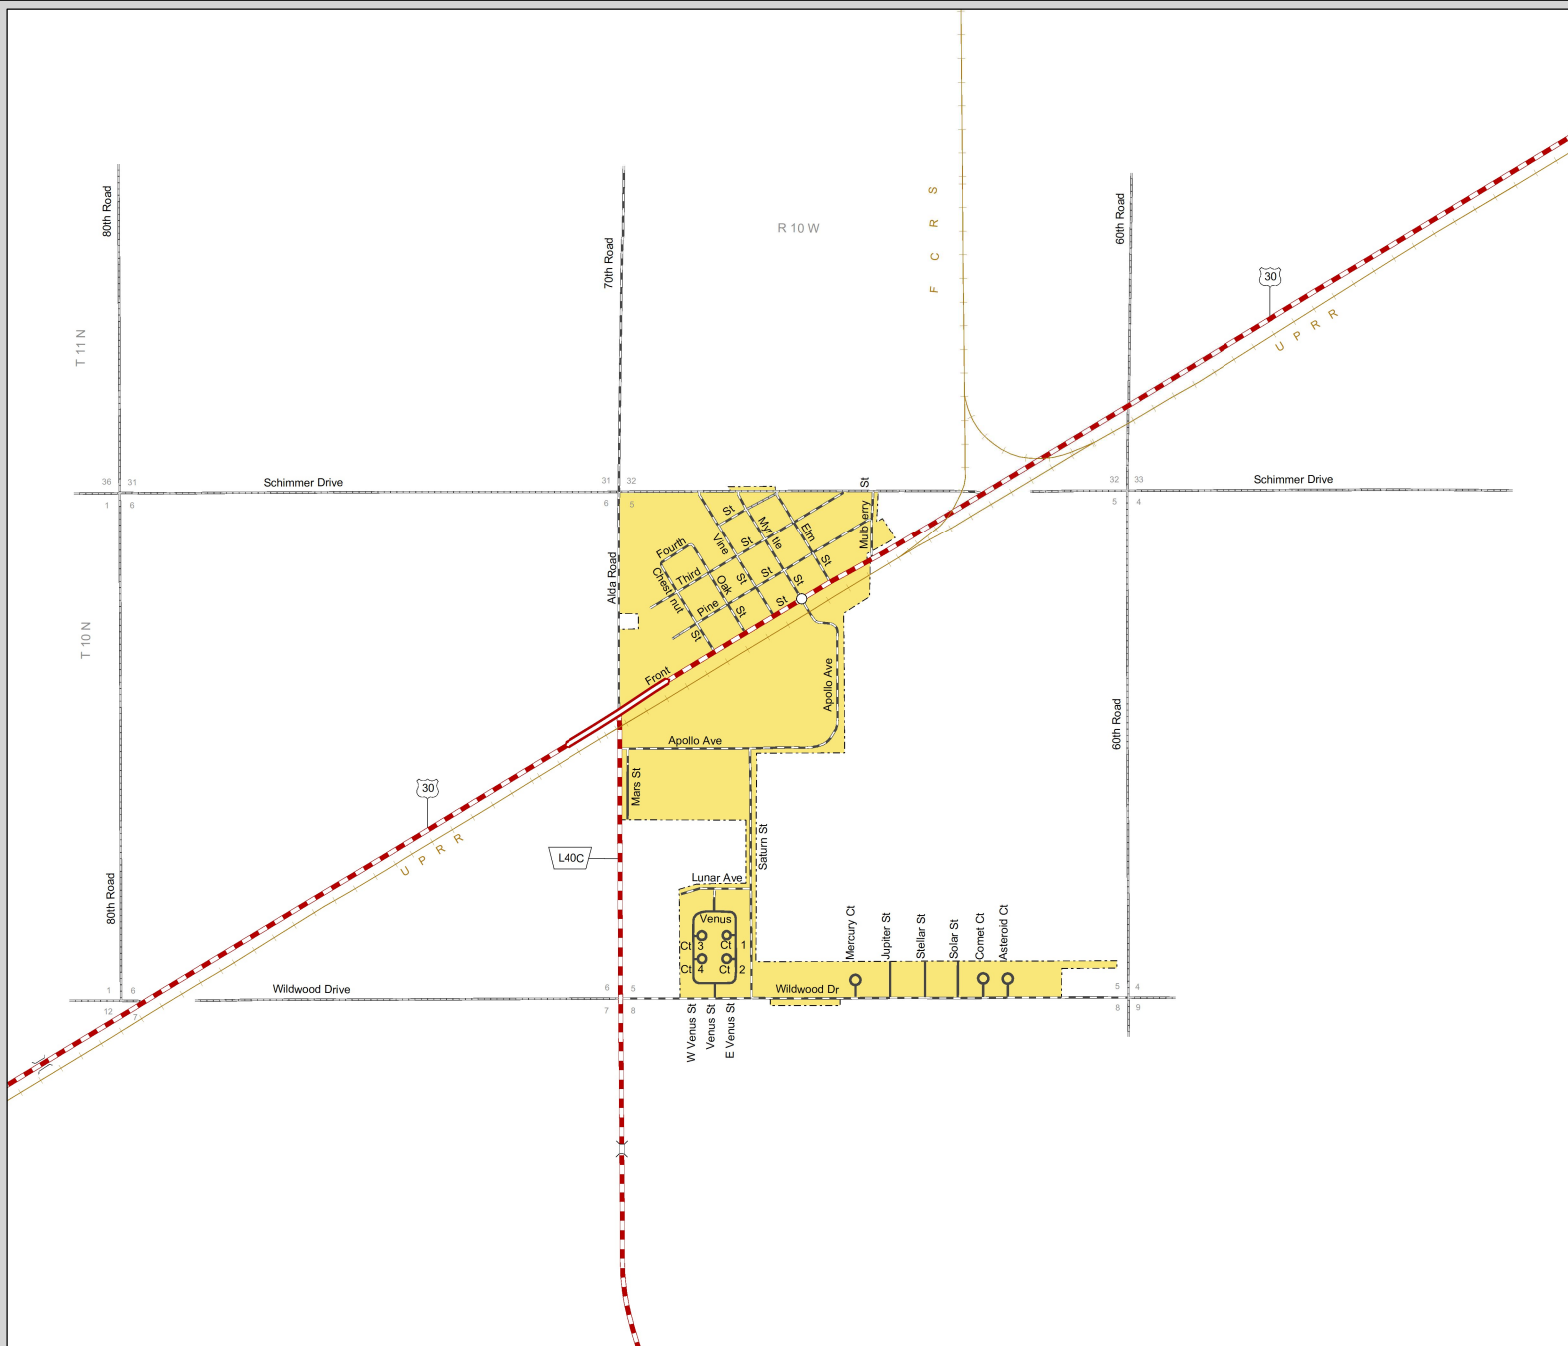 80th Road
70th Road
R 10 W
F C R S
60th Road
30
U P R R
T 11 N
36 31
1 6
Schimmer Drive
31 32
6 5
St
32 33
5 4
Schimmer Drive
St
Myrtle
Elm
Mulberry
Vine
St
Fourth
St
Third
St
Chestnut
Oak
St
St
Pine
St
St
St
Alda Road
T 10 N
Front
Apollo Ave
60th Road
Apollo Ave
Mars St
30
U P R R
L40C
Saturn St
Lunar Ave
80th Road
Venus
Ct 3
Ct 1
Ct 4
Ct 2
Mercury Ct
Jupiter St
Stellar St
Solar St
Comet Ct
Asteroid Ct
1 6
12 7
Wildwood Drive
6 5
7 8
Wildwood Dr
5 4
8 9
W Venus St
Venus St
E Venus St